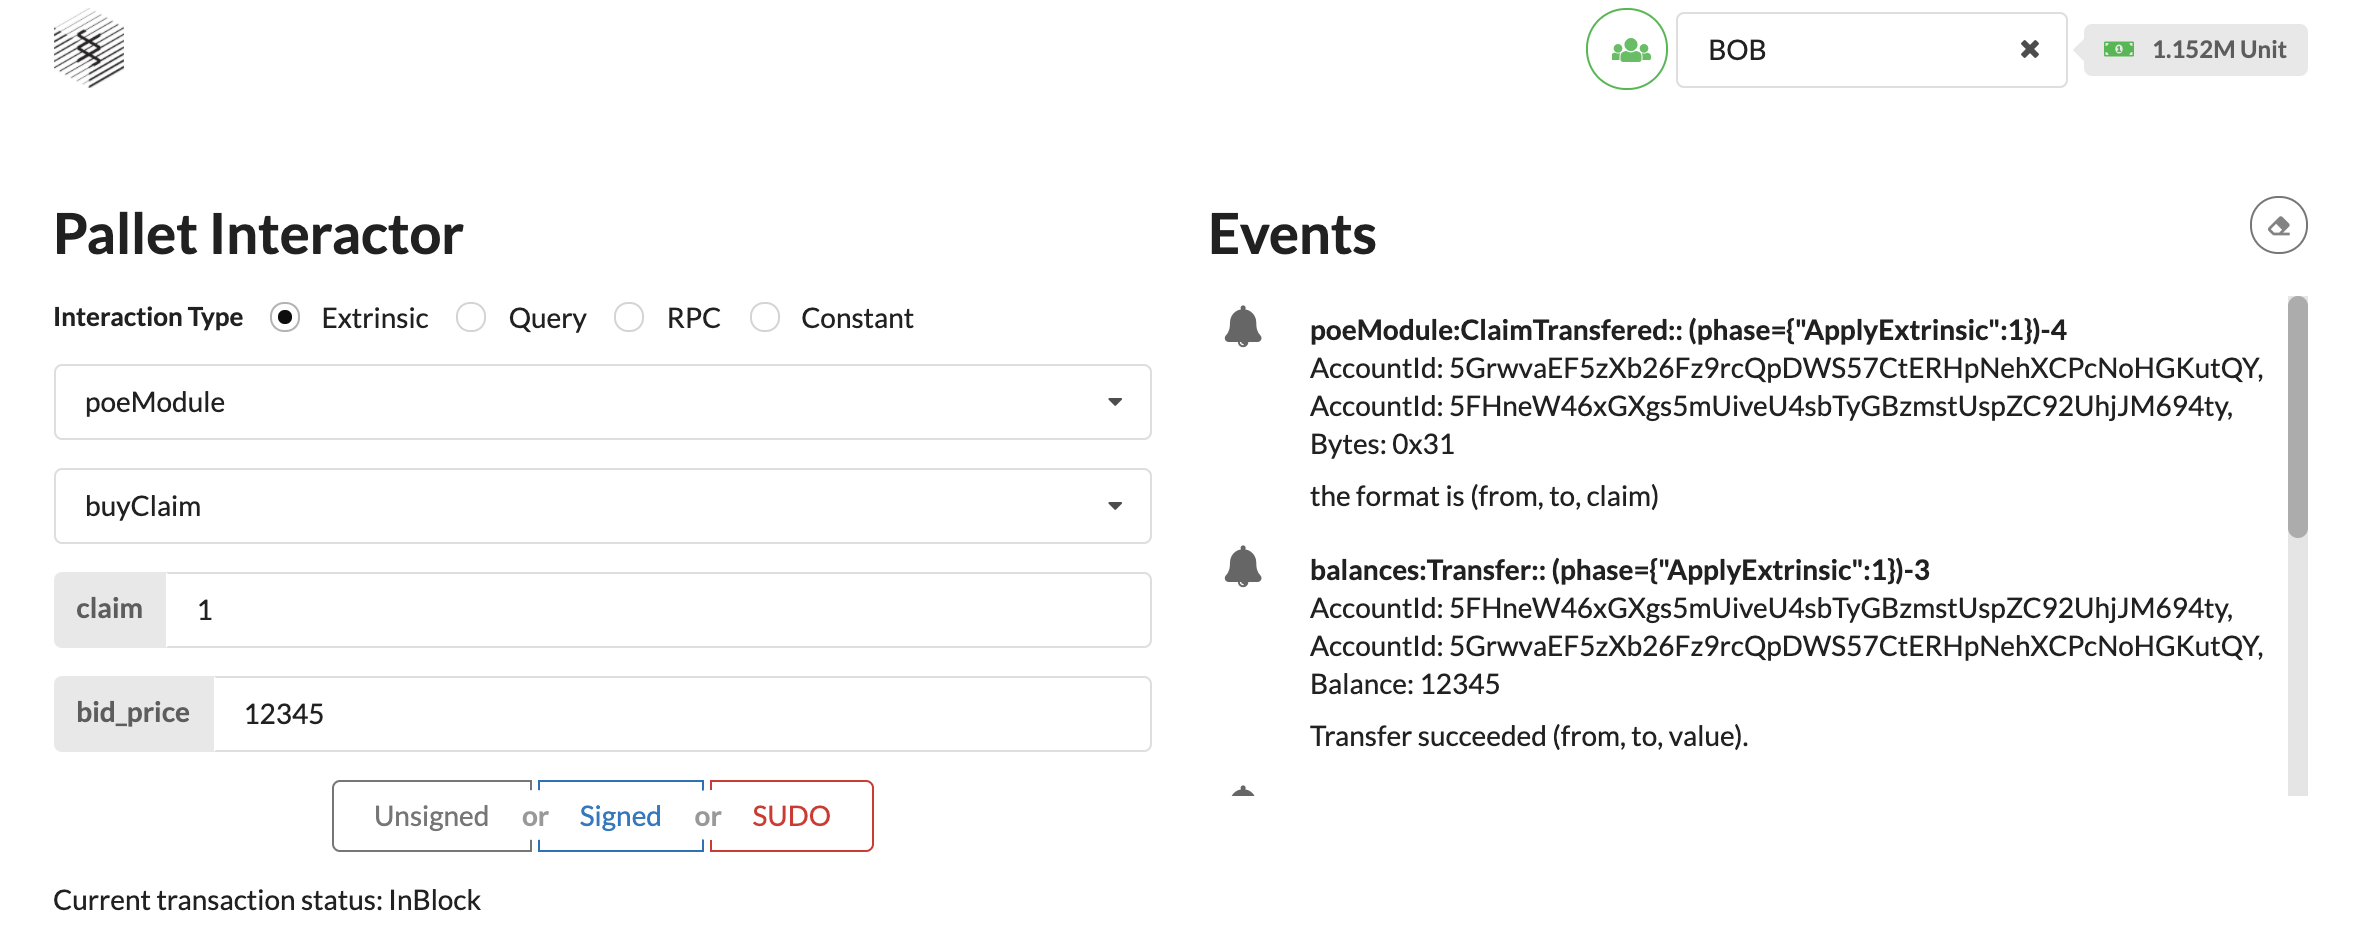 BOB
1.152M Unit
Pallet Interactor
Interaction Type Extrinsic Query RPC Constant
poeModule
buyClaim
claim 1
bid_price 12345
Unsigned or Signed or SUDO
Current transaction status: InBlock
Events
poeModule:ClaimTransfered:: (phase={"ApplyExtrinsic":1})-4
AccountId: 5GrwvaEF5zXb26Fz9rcQpDWS57CtERHpNehXCPcNoHGKutQY,
AccountId: 5FHneW46xGXgs5mUiveU4sbTyGBzmstUspZC92UhjJM694ty,
Bytes: 0x31
the format is (from, to, claim)
balances:Transfer:: (phase={"ApplyExtrinsic":1})-3
AccountId: 5FHneW46xGXgs5mUiveU4sbTyGBzmstUspZC92UhjJM694ty,
AccountId: 5GrwvaEF5zXb26Fz9rcQpDWS57CtERHpNehXCPcNoHGKutQY,
Balance: 12345
Transfer succeeded (from, to, value).